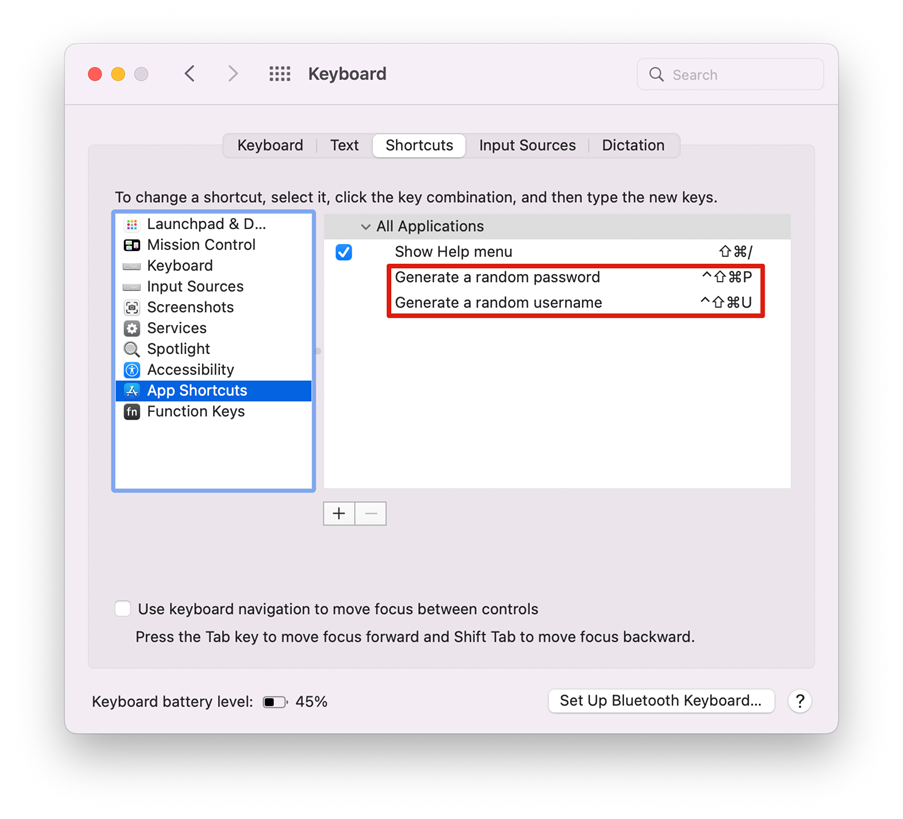 Keyboard
Search
Keyboard Text Shortcuts Input Sources Dictation
To change a shortcut, select it, click the key combination, and then type the new keys.
Launchpad & D...
Mission Control
Keyboard
Input Sources
Screenshots
Services
Spotlight
Accessibility
App Shortcuts
fn Function Keys
All Applications
Show Help menu ⇧⌘/
Generate a random password ^⇧⌘P
Generate a random username ^⇧⌘U
+ −
Use keyboard navigation to move focus between controls
Press the Tab key to move focus forward and Shift Tab to move focus backward.
Keyboard battery level: 45%
Set Up Bluetooth Keyboard... ?